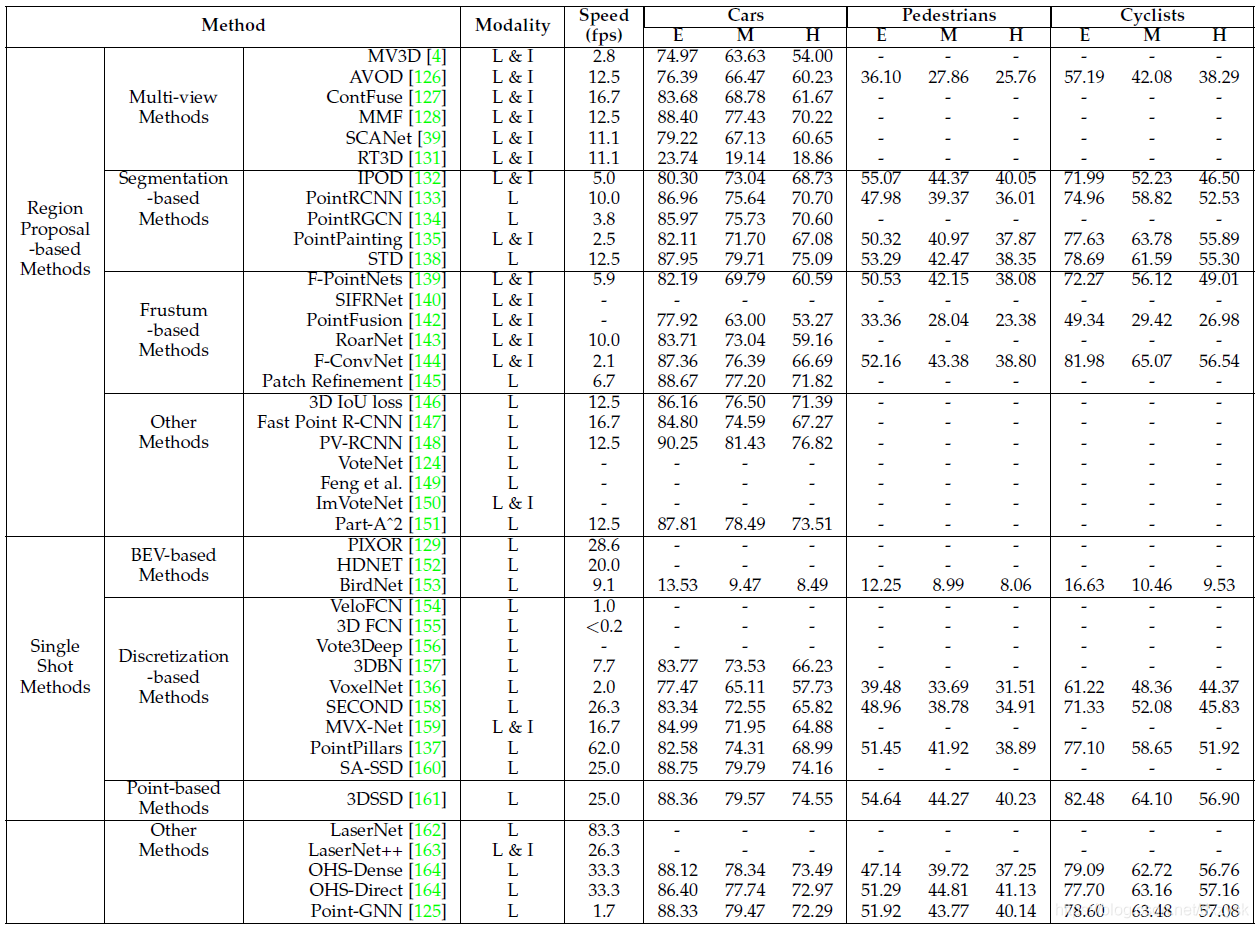 Method Modality Speed (fps) Cars Pedestrians Cyclists
E M H E M H E M H
Region Proposal -based Methods
Multi-view Methods
MV3D [4] L & I 2.8 74.97 63.63 54.00 - - - - - -
AVOD [126] L & I 12.5 76.39 66.47 60.23 36.10 27.86 25.76 57.19 42.08 38.29
ContFuse [127] L & I 16.7 83.68 68.78 61.67 - - - - - -
MMF [128] L & I 12.5 88.40 77.43 70.22 - - - - - -
SCANet [39] L & I 11.1 79.22 67.13 60.65 - - - - - -
RT3D [131] L & I 11.1 23.74 19.14 18.86 - - - - - -
Segmentation -based Methods
IPOD [132] L & I 5.0 80.30 73.04 68.73 55.07 44.37 40.05 71.99 52.23 46.50
PointRCNN [133] L 10.0 86.96 75.64 70.70 47.98 39.37 36.01 74.96 58.82 52.53
PointRGCN [134] L 3.8 85.97 75.73 70.60 - - - - - -
PointPainting [135] L & I 2.5 82.11 71.70 67.08 50.32 40.97 37.87 77.63 63.78 55.89
STD [138] L 12.5 87.95 79.71 75.09 53.29 42.47 38.35 78.69 61.59 55.30
Frustum -based Methods
F-PointNets [139] L & I 5.9 82.19 69.79 60.59 50.53 42.15 38.08 72.27 56.12 49.01
SIFRNet [140] L & I - - - - - - - - - -
PointFusion [142] L & I - 77.92 63.00 53.27 33.36 28.04 23.38 49.34 29.42 26.98
RoarNet [143] L & I 10.0 83.71 73.04 59.16 - - - - - -
F-ConvNet [144] L & I 2.1 87.36 76.39 66.69 52.16 43.38 38.80 81.98 65.07 56.54
Patch Refinement [145] L 6.7 88.67 77.20 71.82 - - - - - -
Other Methods
3D IoU loss [146] L 12.5 86.16 76.50 71.39 - - - - - -
Fast Point R-CNN [147] L 16.7 84.80 74.59 67.27 - - - - - -
PV-RCNN [148] L 12.5 90.25 81.43 76.82 - - - - - -
VoteNet [124] L - - - - - - - - - -
Feng et al. [149] L - - - - - - - - - -
ImVoteNet [150] L & I - - - - - - - - - -
Part-A^2 [151] L 12.5 87.81 78.49 73.51 - - - - - -
Single Shot Methods
BEV-based Methods
PIXOR [129] L 28.6 - - - - - - - - -
HDNET [152] L 20.0 - - - - - - - - -
BirdNet [153] L 9.1 13.53 9.47 8.49 12.25 8.99 8.06 16.63 10.46 9.53
Discretization -based Methods
VeloFCN [154] L 1.0 - - - - - - - - -
3D FCN [155] L <0.2 - - - - - - - - -
Vote3Deep [156] L - - - - - - - - - -
3DBN [157] L 7.7 83.77 73.53 66.23 - - - - - -
VoxelNet [136] L 2.0 77.47 65.11 57.73 39.48 33.69 31.51 61.22 48.36 44.37
SECOND [158] L 26.3 83.34 72.55 65.82 48.96 38.78 34.91 71.33 52.08 45.83
MVX-Net [159] L & I 16.7 84.99 71.95 64.88 - - - - - -
PointPillars [137] L 62.0 82.58 74.31 68.99 51.45 41.92 38.89 77.10 58.65 51.92
SA-SSD [160] L 25.0 88.75 79.79 74.16 - - - - - -
Point-based Methods
3DSSD [161] L 25.0 88.36 79.57 74.55 54.64 44.27 40.23 82.48 64.10 56.90
Other Methods
LaserNet [162] L 83.3 - - - - - - - - -
LaserNet++ [163] L & I 26.3 - - - - - - - - -
OHS-Dense [164] L 33.3 88.12 78.34 73.49 47.14 39.72 37.25 79.09 62.72 56.76
OHS-Direct [164] L 33.3 86.40 77.74 72.97 51.29 44.81 41.13 77.70 63.16 57.16
Point-GNN [125] L 1.7 88.33 79.47 72.29 51.92 43.77 40.14 78.60 63.48 57.08